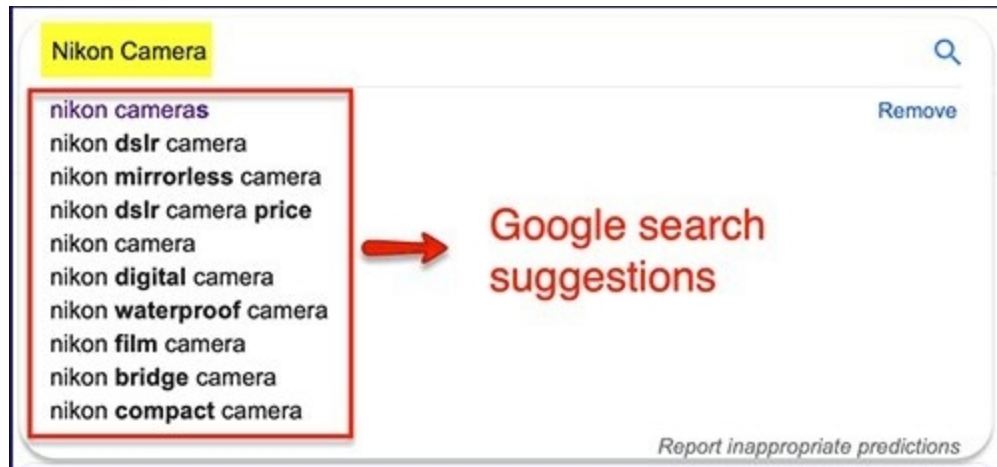 Nikon Camera
nikon cameras
Remove
nikon dslr camera
nikon mirrorless camera
nikon dslr camera price
nikon camera
nikon digital camera
nikon waterproof camera
nikon film camera
nikon bridge camera
nikon compact camera
Google search
suggestions
Report inappropriate predictions